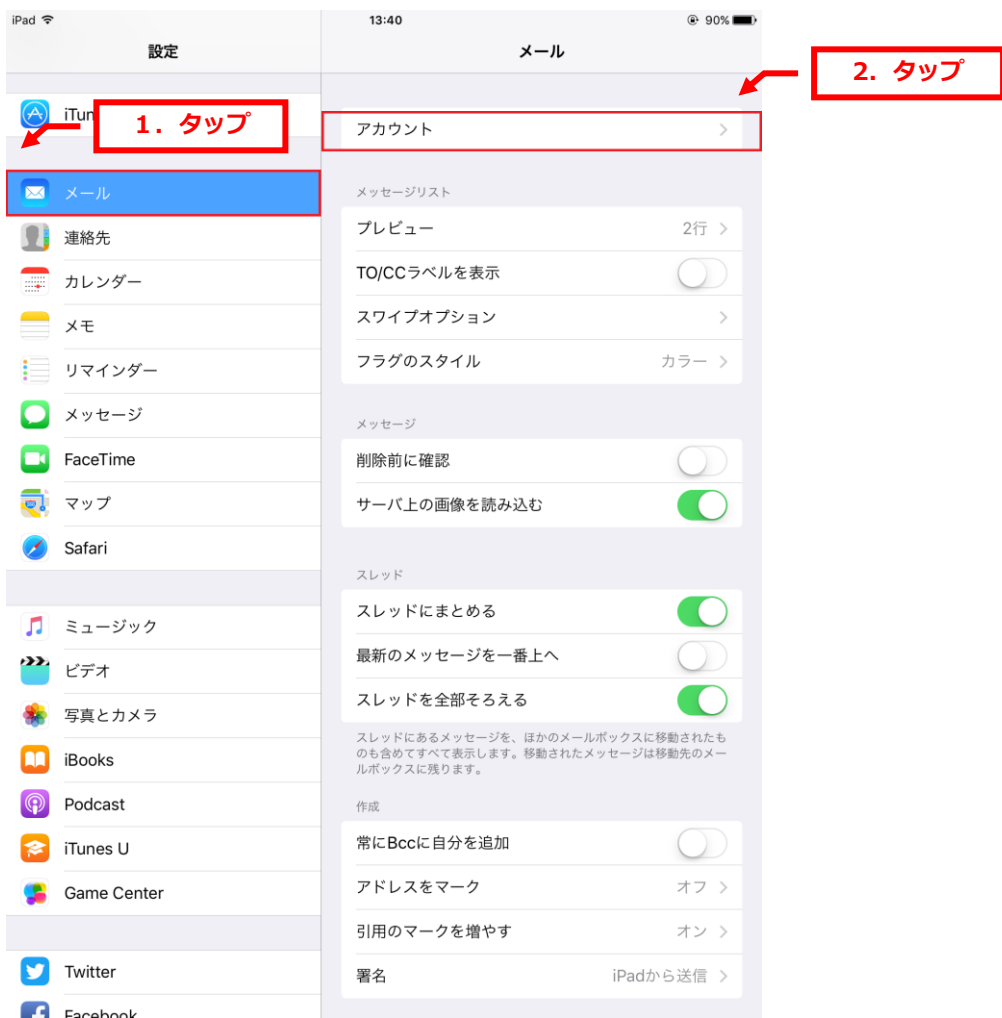 iPad 13:40 90%
設定
メール
2. タップ
iTun
1. タップ
アカウント
メール
連絡先
カレンダー
メモ
リマインダー
メッセージ
FaceTime
マップ
Safari
ミュージック
ビデオ
写真とカメラ
iBooks
Podcast
iTunes U
Game Center
Twitter
Facebook
メッセージリスト
プレビュー 2行
TO/CCラベルを表示
スワイプオプション
フラグのスタイル カラー
メッセージ
削除前に確認
サーバ上の画像を読み込む
スレッド
スレッドにまとめる
最新のメッセージを一番上へ
スレッドを全部そろえる
スレッドにあるメッセージを、ほかのメールボックスに移動されたも
のも含めてすべて表示します。移動されたメッセージは移動先のメー
ルボックスに残ります。
作成
常にBccに自分を追加
アドレスをマーク オフ
引用のマークを増やす オン
署名 iPadから送信